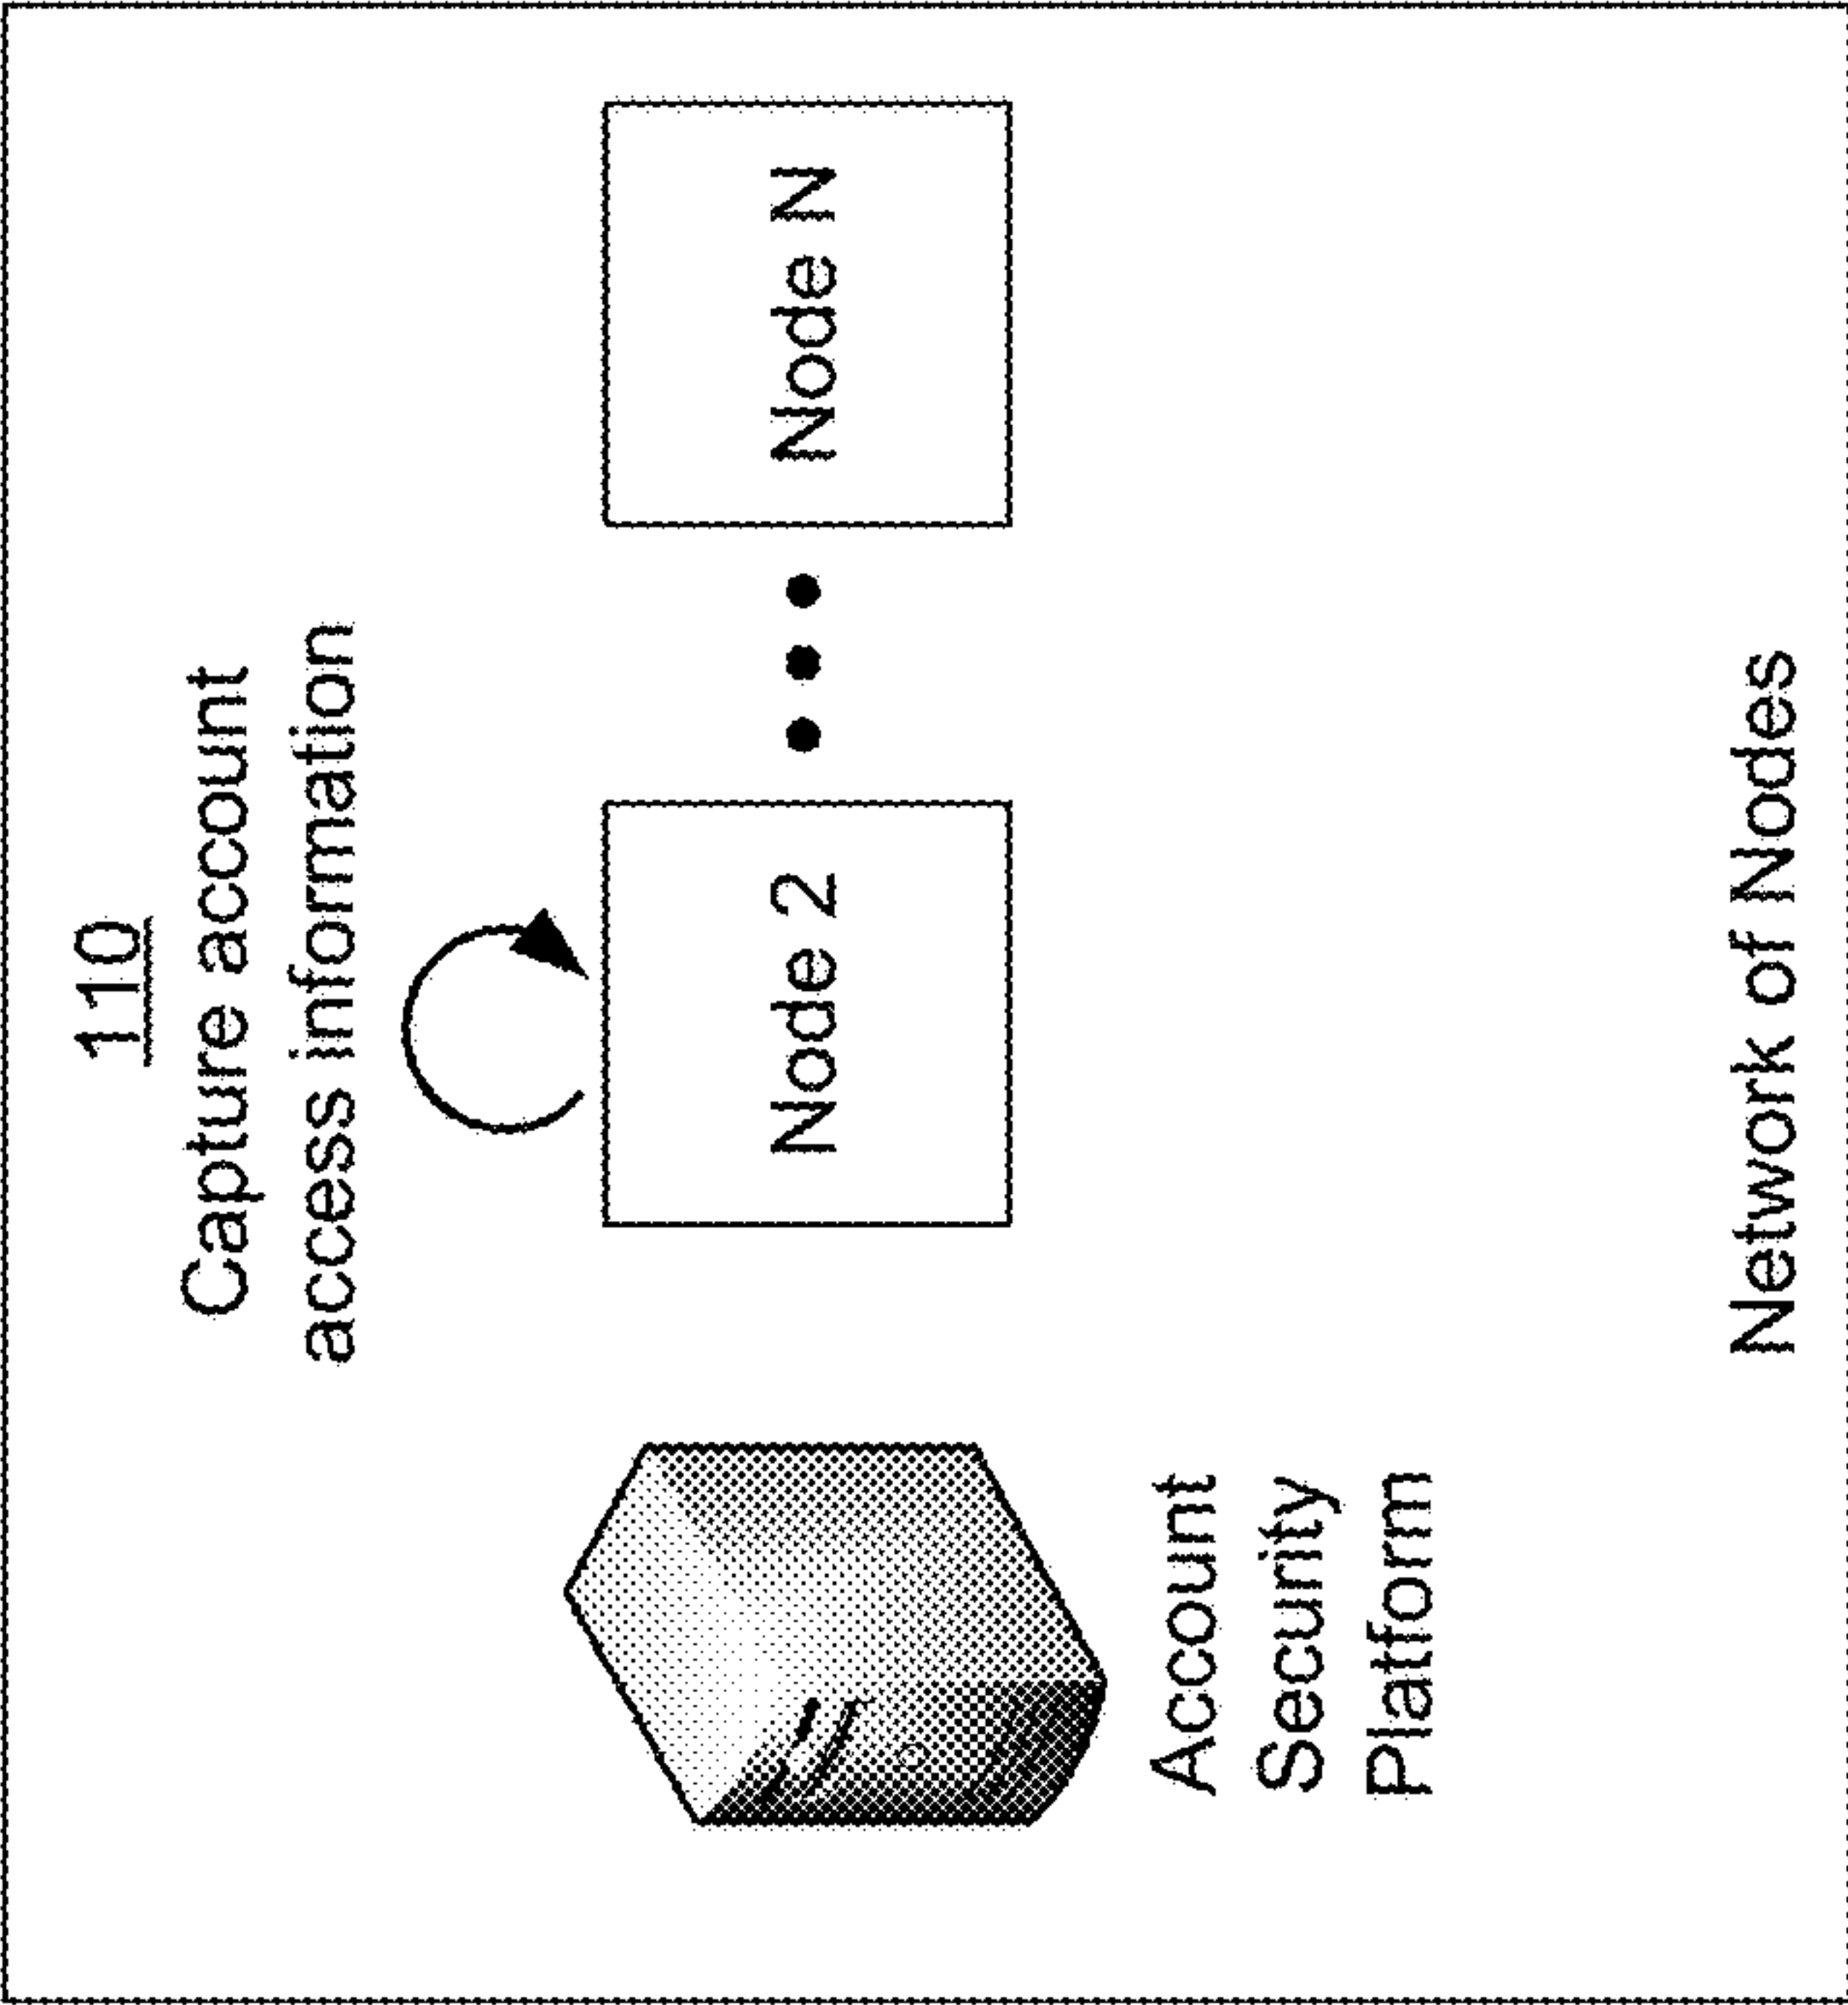 110
Capture account
access information
Node 2
Node N
Account
Security
Platform
Network of Nodes